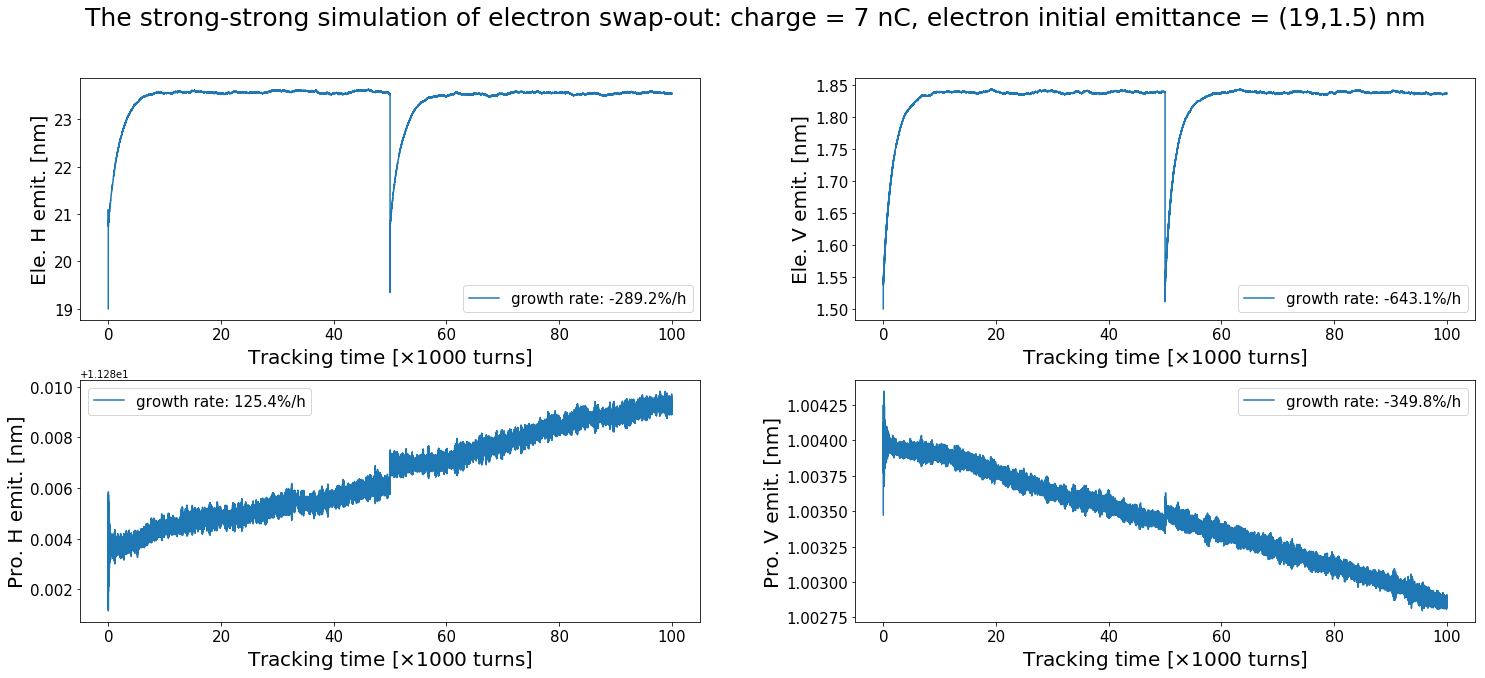 The strong-strong simulation of electron swap-out: charge = 7 nC, electron initial emittance = (19,1.5) nm
Ele. H emit. [nm]
23
22
21
20
19
growth rate: -289.2%/h
0 20 40 60 80 100
Tracking time [×1000 turns]
Ele. V emit. [nm]
1.85
1.80
1.75
1.70
1.65
1.60
1.55
1.50
growth rate: -643.1%/h
0 20 40 60 80 100
Tracking time [×1000 turns]
+1.128e1
Pro. H emit. [nm]
0.010
0.008
0.006
0.004
0.002
growth rate: 125.4%/h
0 20 40 60 80 100
Tracking time [×1000 turns]
Pro. V emit. [nm]
1.00425
1.00400
1.00375
1.00350
1.00325
1.00300
1.00275
growth rate: -349.8%/h
0 20 40 60 80 100
Tracking time [×1000 turns]